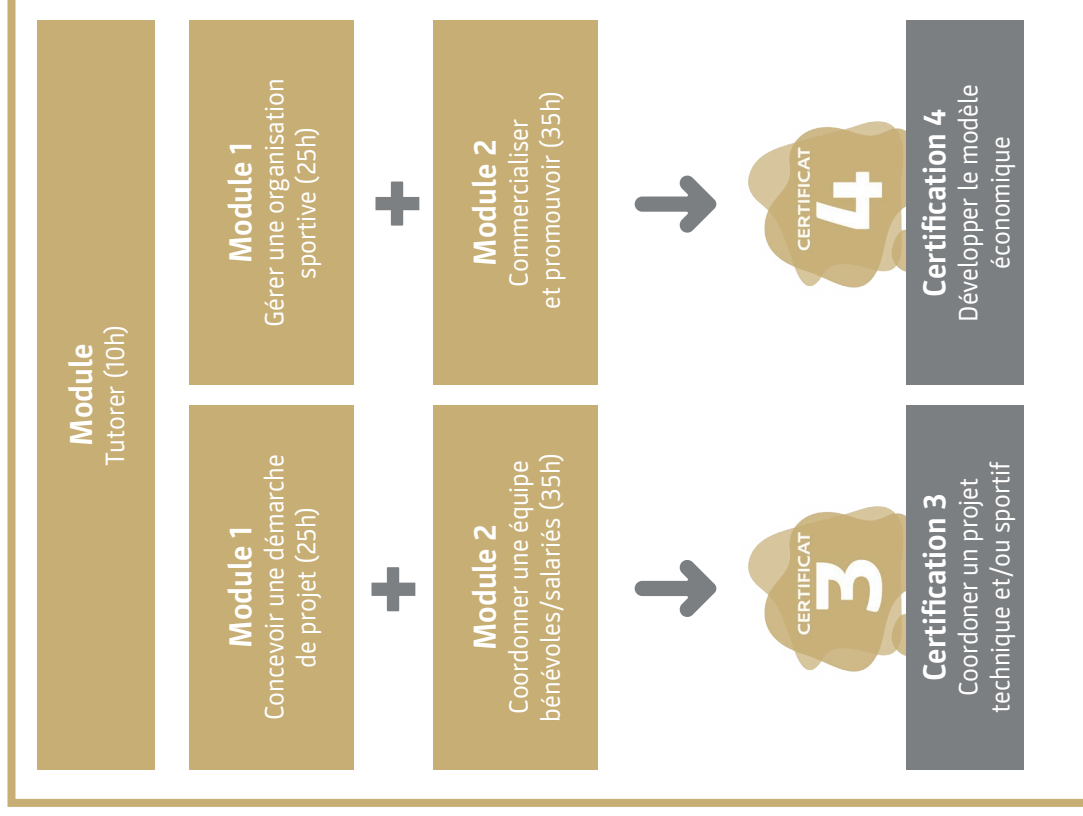 Module
Tutorer (10h)
Module 1
Concevoir une démarche
de projet (25h)
+
Module 2
Coordonner une équipe
bénévoles/salariés (35h)
CERTIFICAT
3
Certification 3
Coordoner un projet
technique et/ou sportif
Module 1
Gérer une organisation
sportive (25h)
+
Module 2
Commercialiser
et promouvoir (35h)
CERTIFICAT
4
Certification 4
Développer le modèle
économique